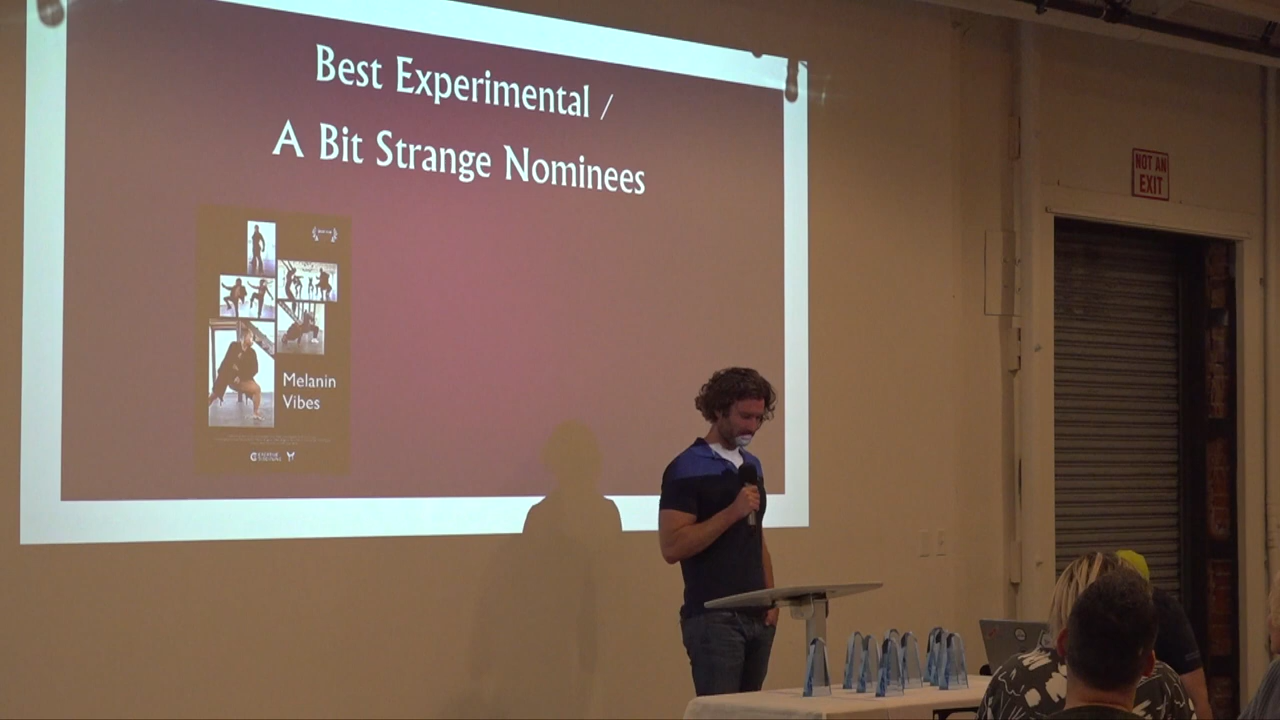 Best Experimental /
A Bit Strange Nominees
Melanin
Vibes
NOT AN
EXIT